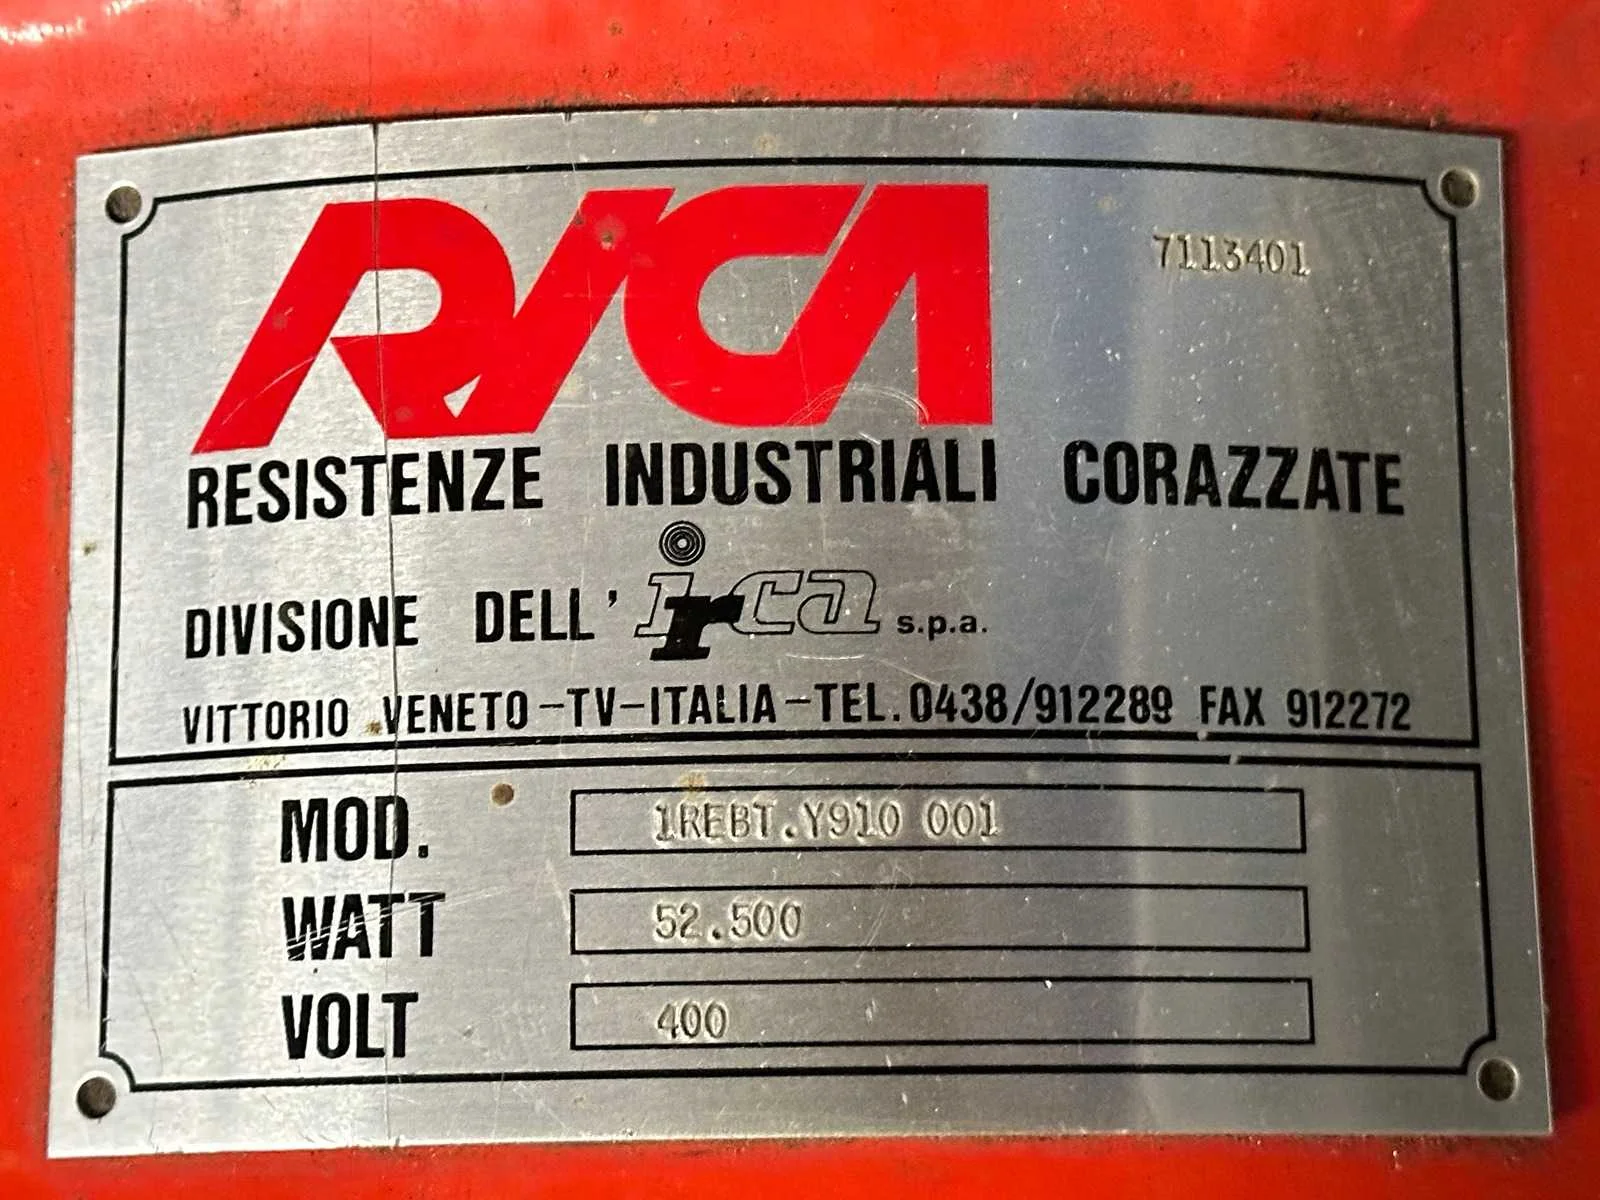 RICA
7113401
RESISTENZE INDUSTRIALI CORAZZATE
DIVISIONE DELL' irca s.p.a.
VITTORIO VENETO - TV - ITALIA - TEL. 0438/912289 FAX 912272
MOD. 1REBT.Y910 001
WATT 52.500
VOLT 400